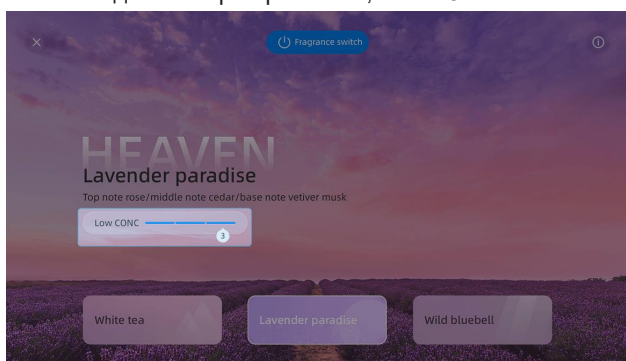 Fragrance switch
HEAVEN
Lavender paradise
Top note rose/middle note cedar/base note vetiver musk
Low CONC
3
White tea
Lavender paradise
Wild bluebell